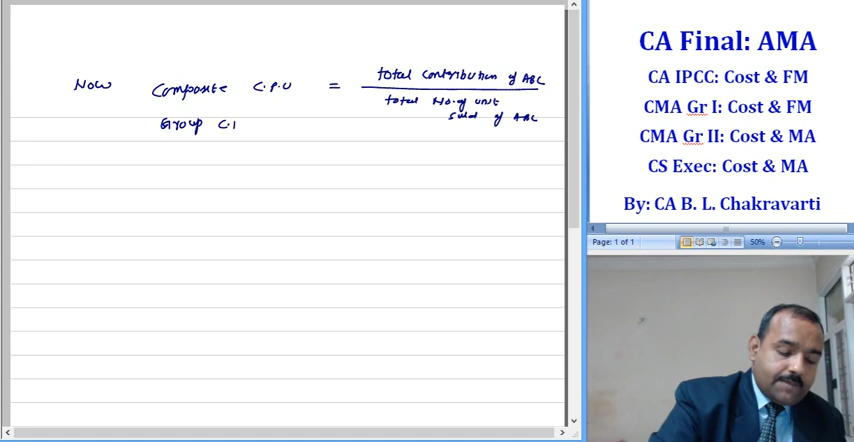 Now Composite C.P.U = total contribution of ABC
total No. of unit
sold of ABC
Group C.I
CA Final: AMA
CA IPCC: Cost & FM
CMA Gr I: Cost & FM
CMA Gr II: Cost & MA
CS Exec: Cost & MA
By: CA B. L. Chakravarti
Page: 1 of 1
50%